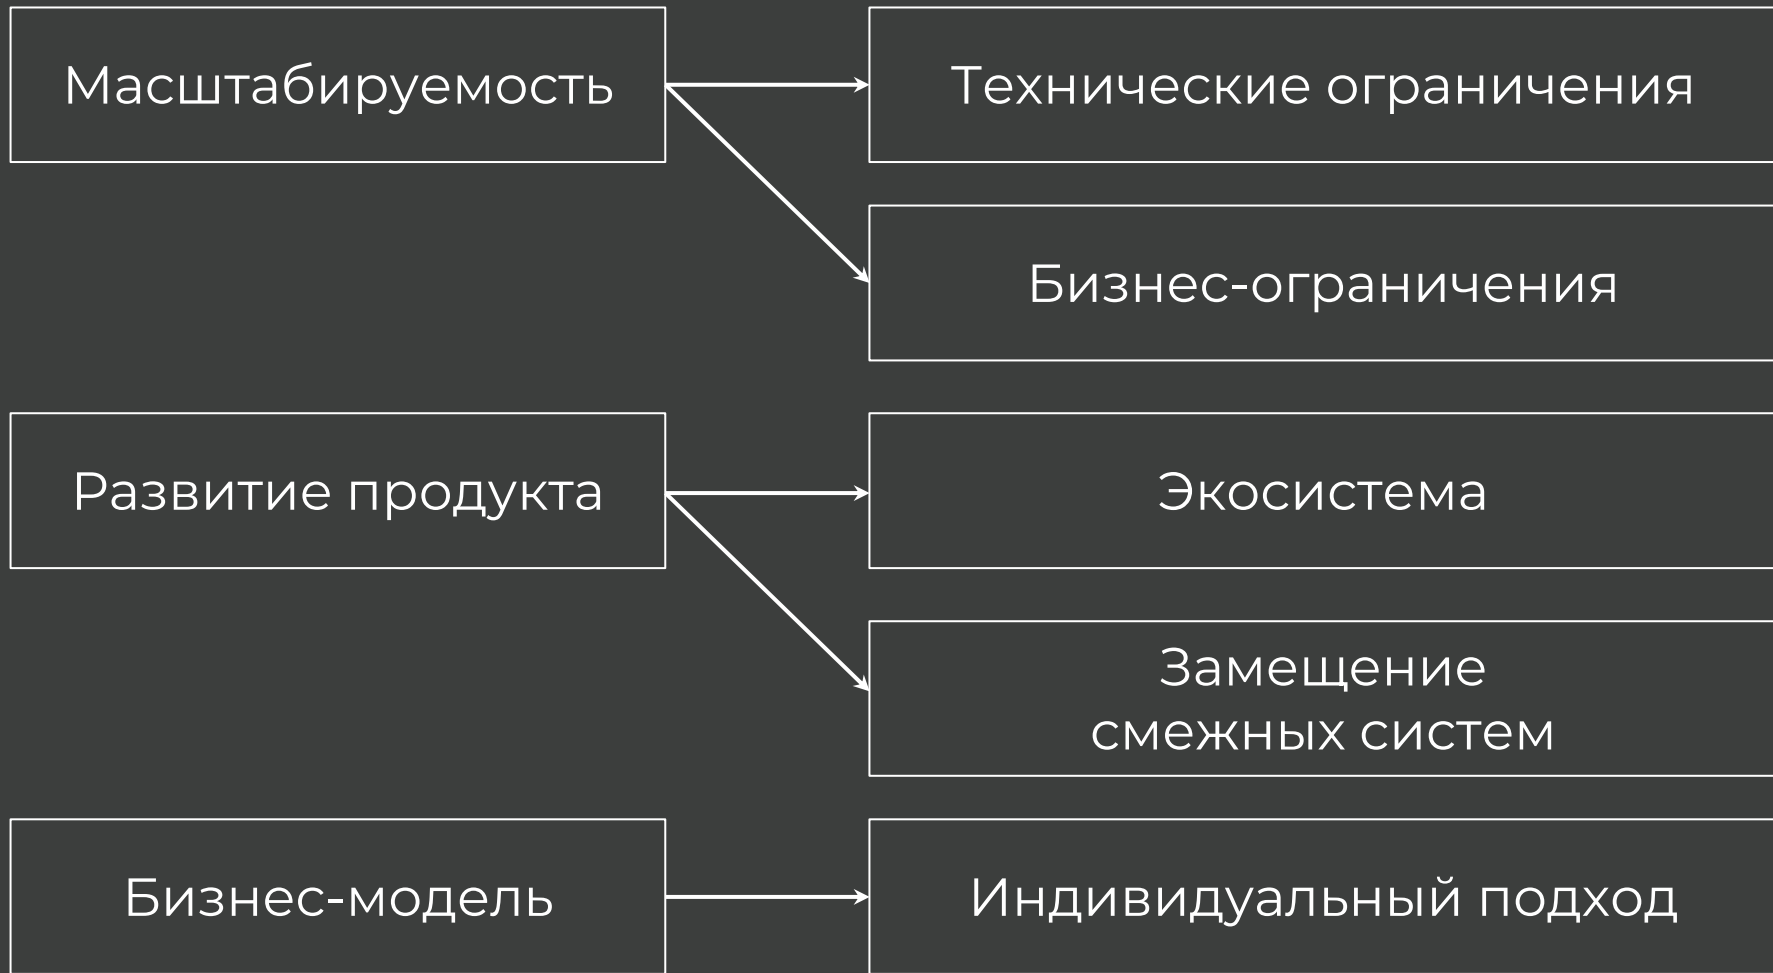 Масштабируемость
Технические ограничения
Бизнес-ограничения
Развитие продукта
Экосистема
Замещение
смежных систем
Бизнес-модель
Индивидуальный подход